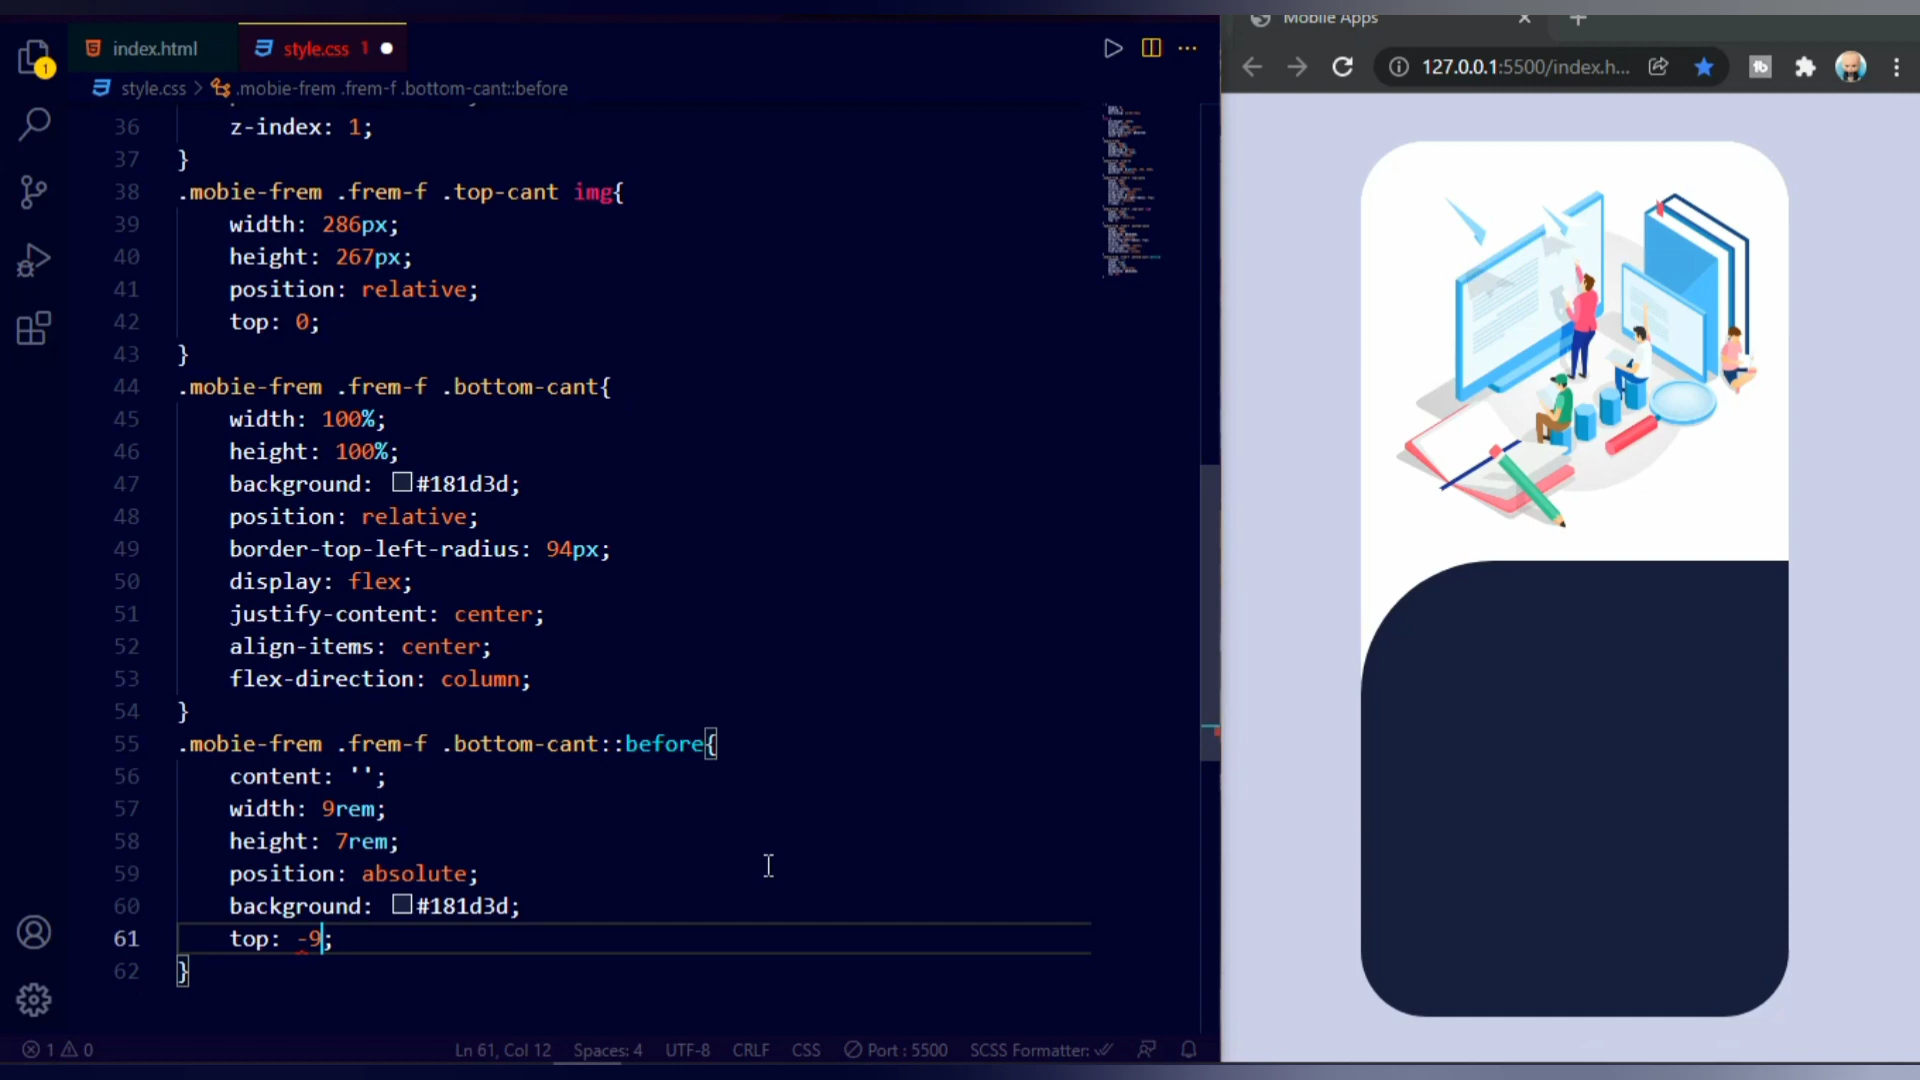 index.html
style.css 1
Mobile Apps
127.0.0.1:5500/index.h...
style.css > .mobie-frem .frem-f .bottom-cant::before
36 z-index: 1;
37 }
38 .mobie-frem .frem-f .top-cant img{
39 width: 286px;
40 height: 267px;
41 position: relative;
42 top: 0;
43 }
44 .mobie-frem .frem-f .bottom-cant{
45 width: 100%;
46 height: 100%;
47 background: #181d3d;
48 position: relative;
49 border-top-left-radius: 94px;
50 display: flex;
51 justify-content: center;
52 align-items: center;
53 flex-direction: column;
54 }
55 .mobie-frem .frem-f .bottom-cant::before{
56 content: '';
57 width: 9rem;
58 height: 7rem;
59 position: absolute;
60 background: #181d3d;
61 top: -9;
62 }
1
1 0 Ln 61, Col 12 Spaces: 4 UTF-8 CRLF CSS Port : 5500 SCSS Formatter: